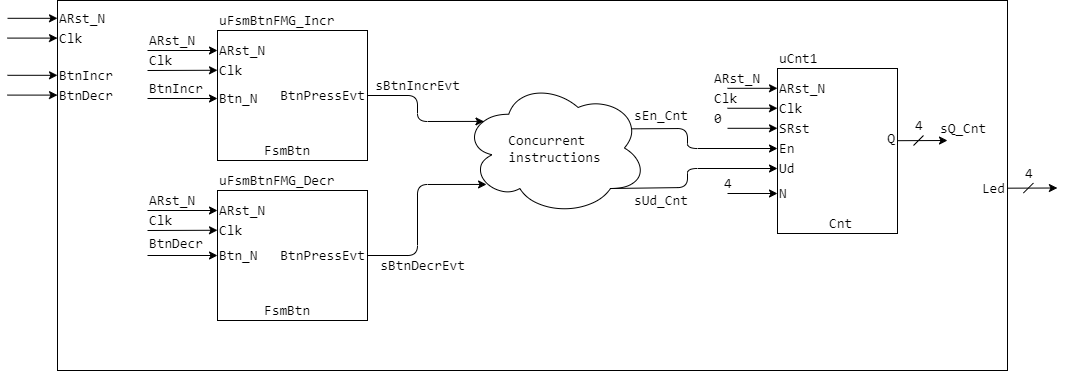 ARst_N
Clk
BtnIncr
BtnDecr
uFsmBtnFMG_Incr
ARst_N
Clk
BtnIncr
ARst_N
Clk
Btn_N
BtnPressEvt
FsmBtn
sBtnIncrEvt
uFsmBtnFMG_Decr
ARst_N
Clk
BtnDecr
ARst_N
Clk
Btn_N
BtnPressEvt
FsmBtn
sBtnDecrEvt
Concurrent
instructions
sEn_Cnt
sUd_Cnt
uCnt1
ARst_N
Clk
0
4
ARst_N
Clk
SRst
En
Ud
N
Q
Cnt
4
sQ_Cnt
Led
4